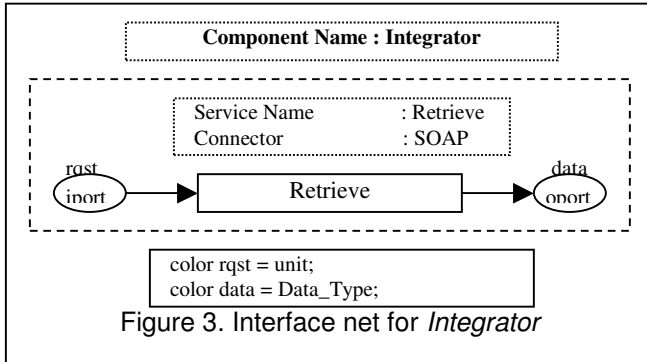 Component Name : Integrator
Service Name : Retrieve
Connector : SOAP
rqst data
iport Retrieve oport
color rqst = unit;
color data = Data_Type;
Figure 3. Interface net for Integrator